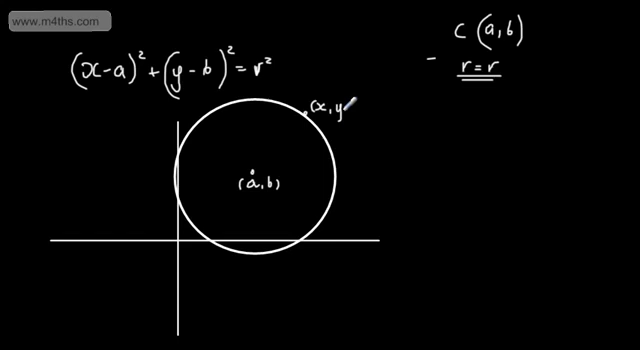 www.m4ths.com
C (a,b)
(x-a)² + (y-b)² = r²
- r = r
(x, y
(a,b)